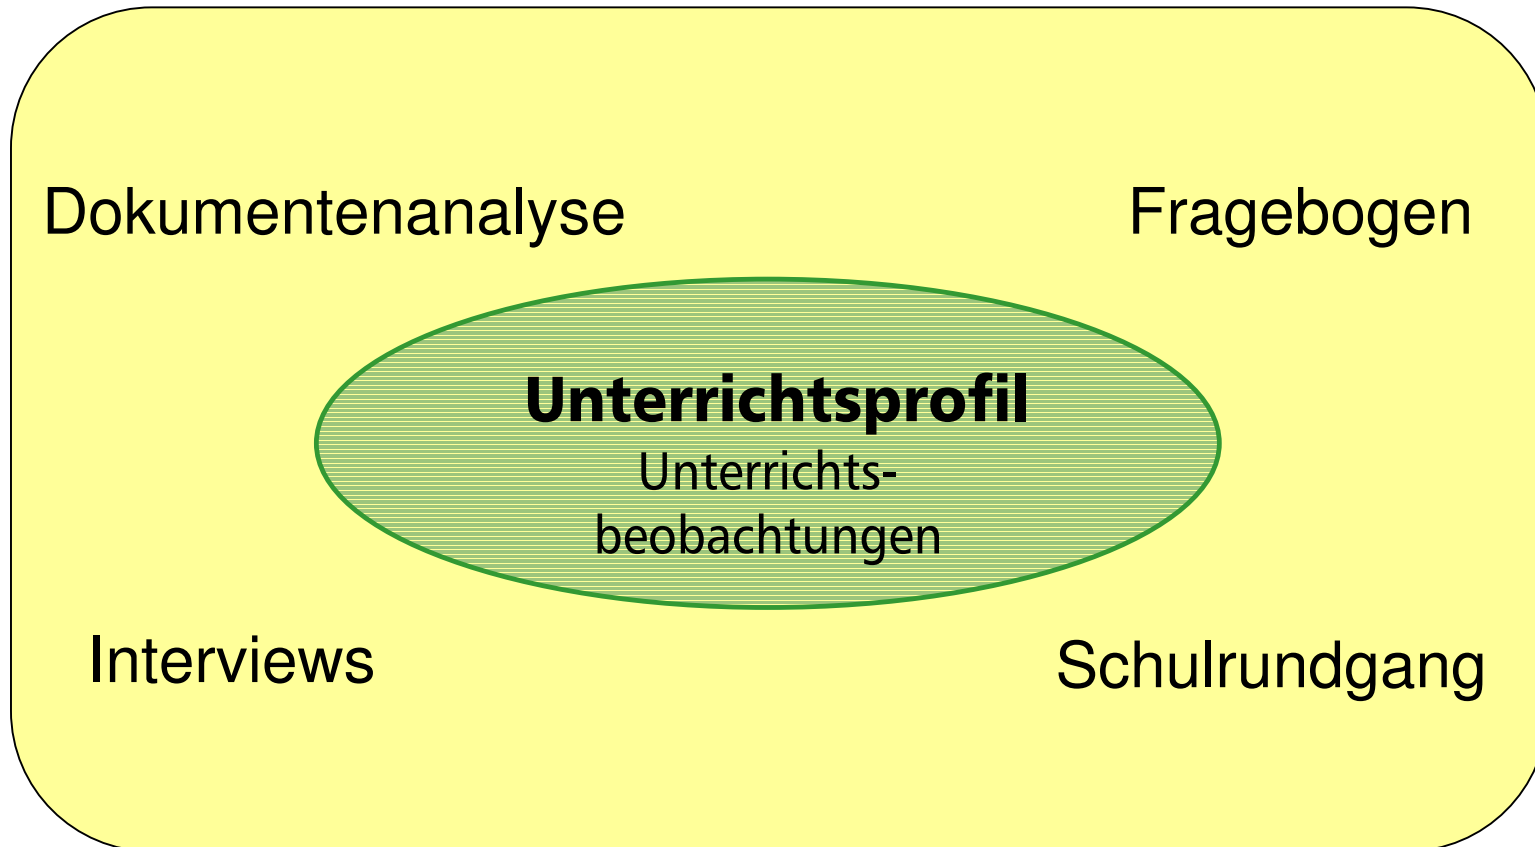 Dokumentenanalyse
Fragebogen
Unterrichtsprofil
Unterrichts-
beobachtungen
Interviews
Schulrundgang